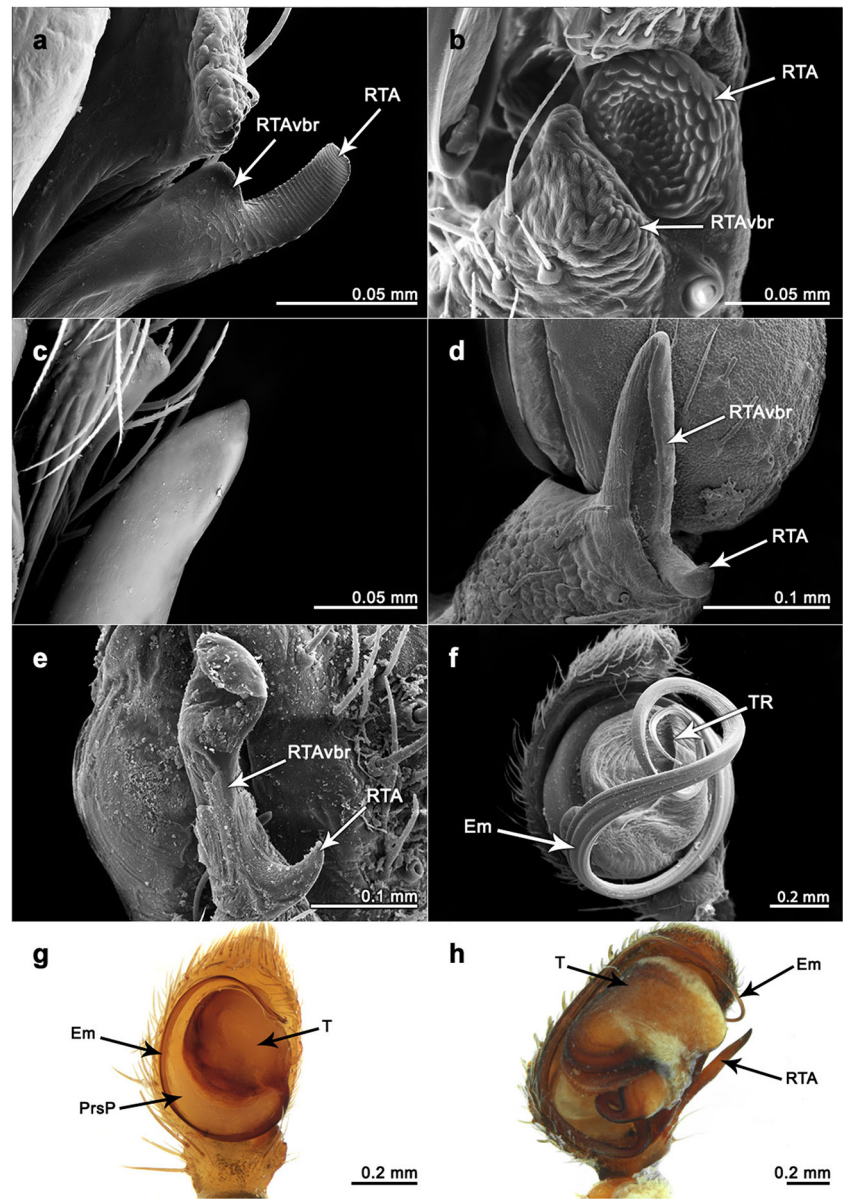 a
RTAvbr
RTA
0.05 mm
b
RTA
RTAvbr
0.05 mm
c
0.05 mm
d
RTAvbr
RTA
0.1 mm
e
RTAvbr
RTA
0.1 mm
f
TR
Em
0.2 mm
g
Em
T
PrsP
0.2 mm
h
T
Em
RTA
0.2 mm